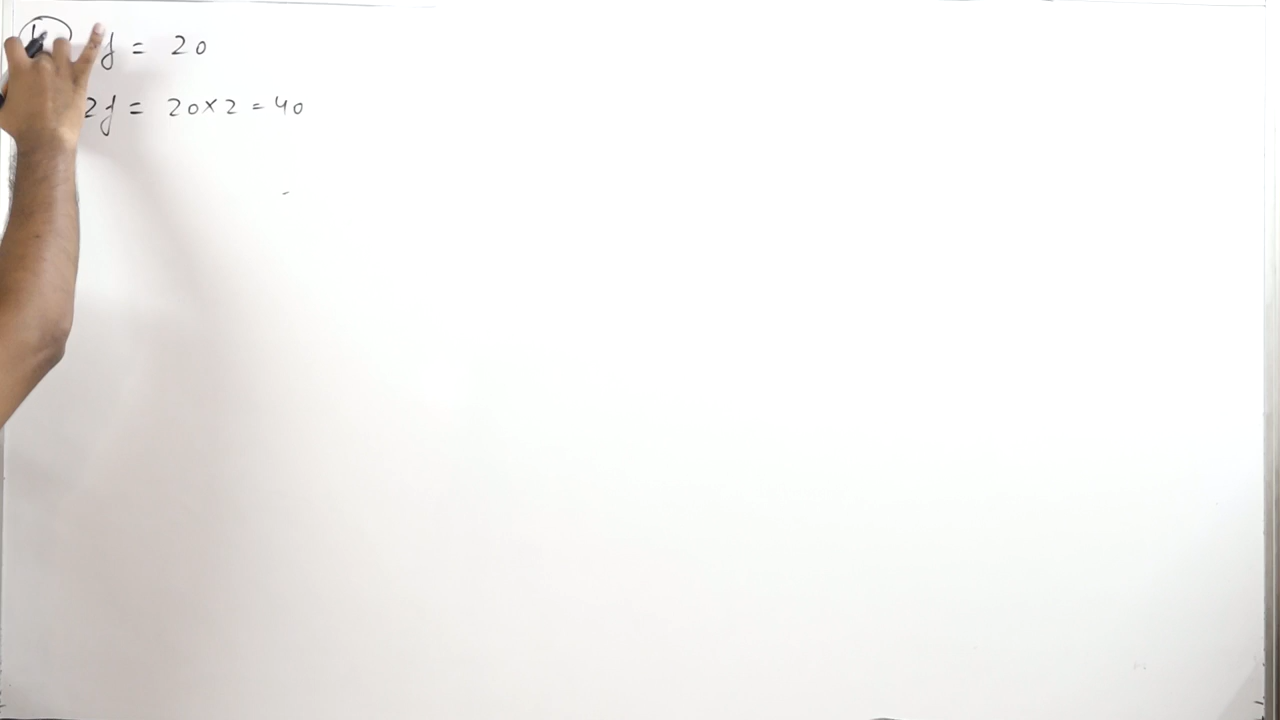 f = 20
2f = 20×2 = 40